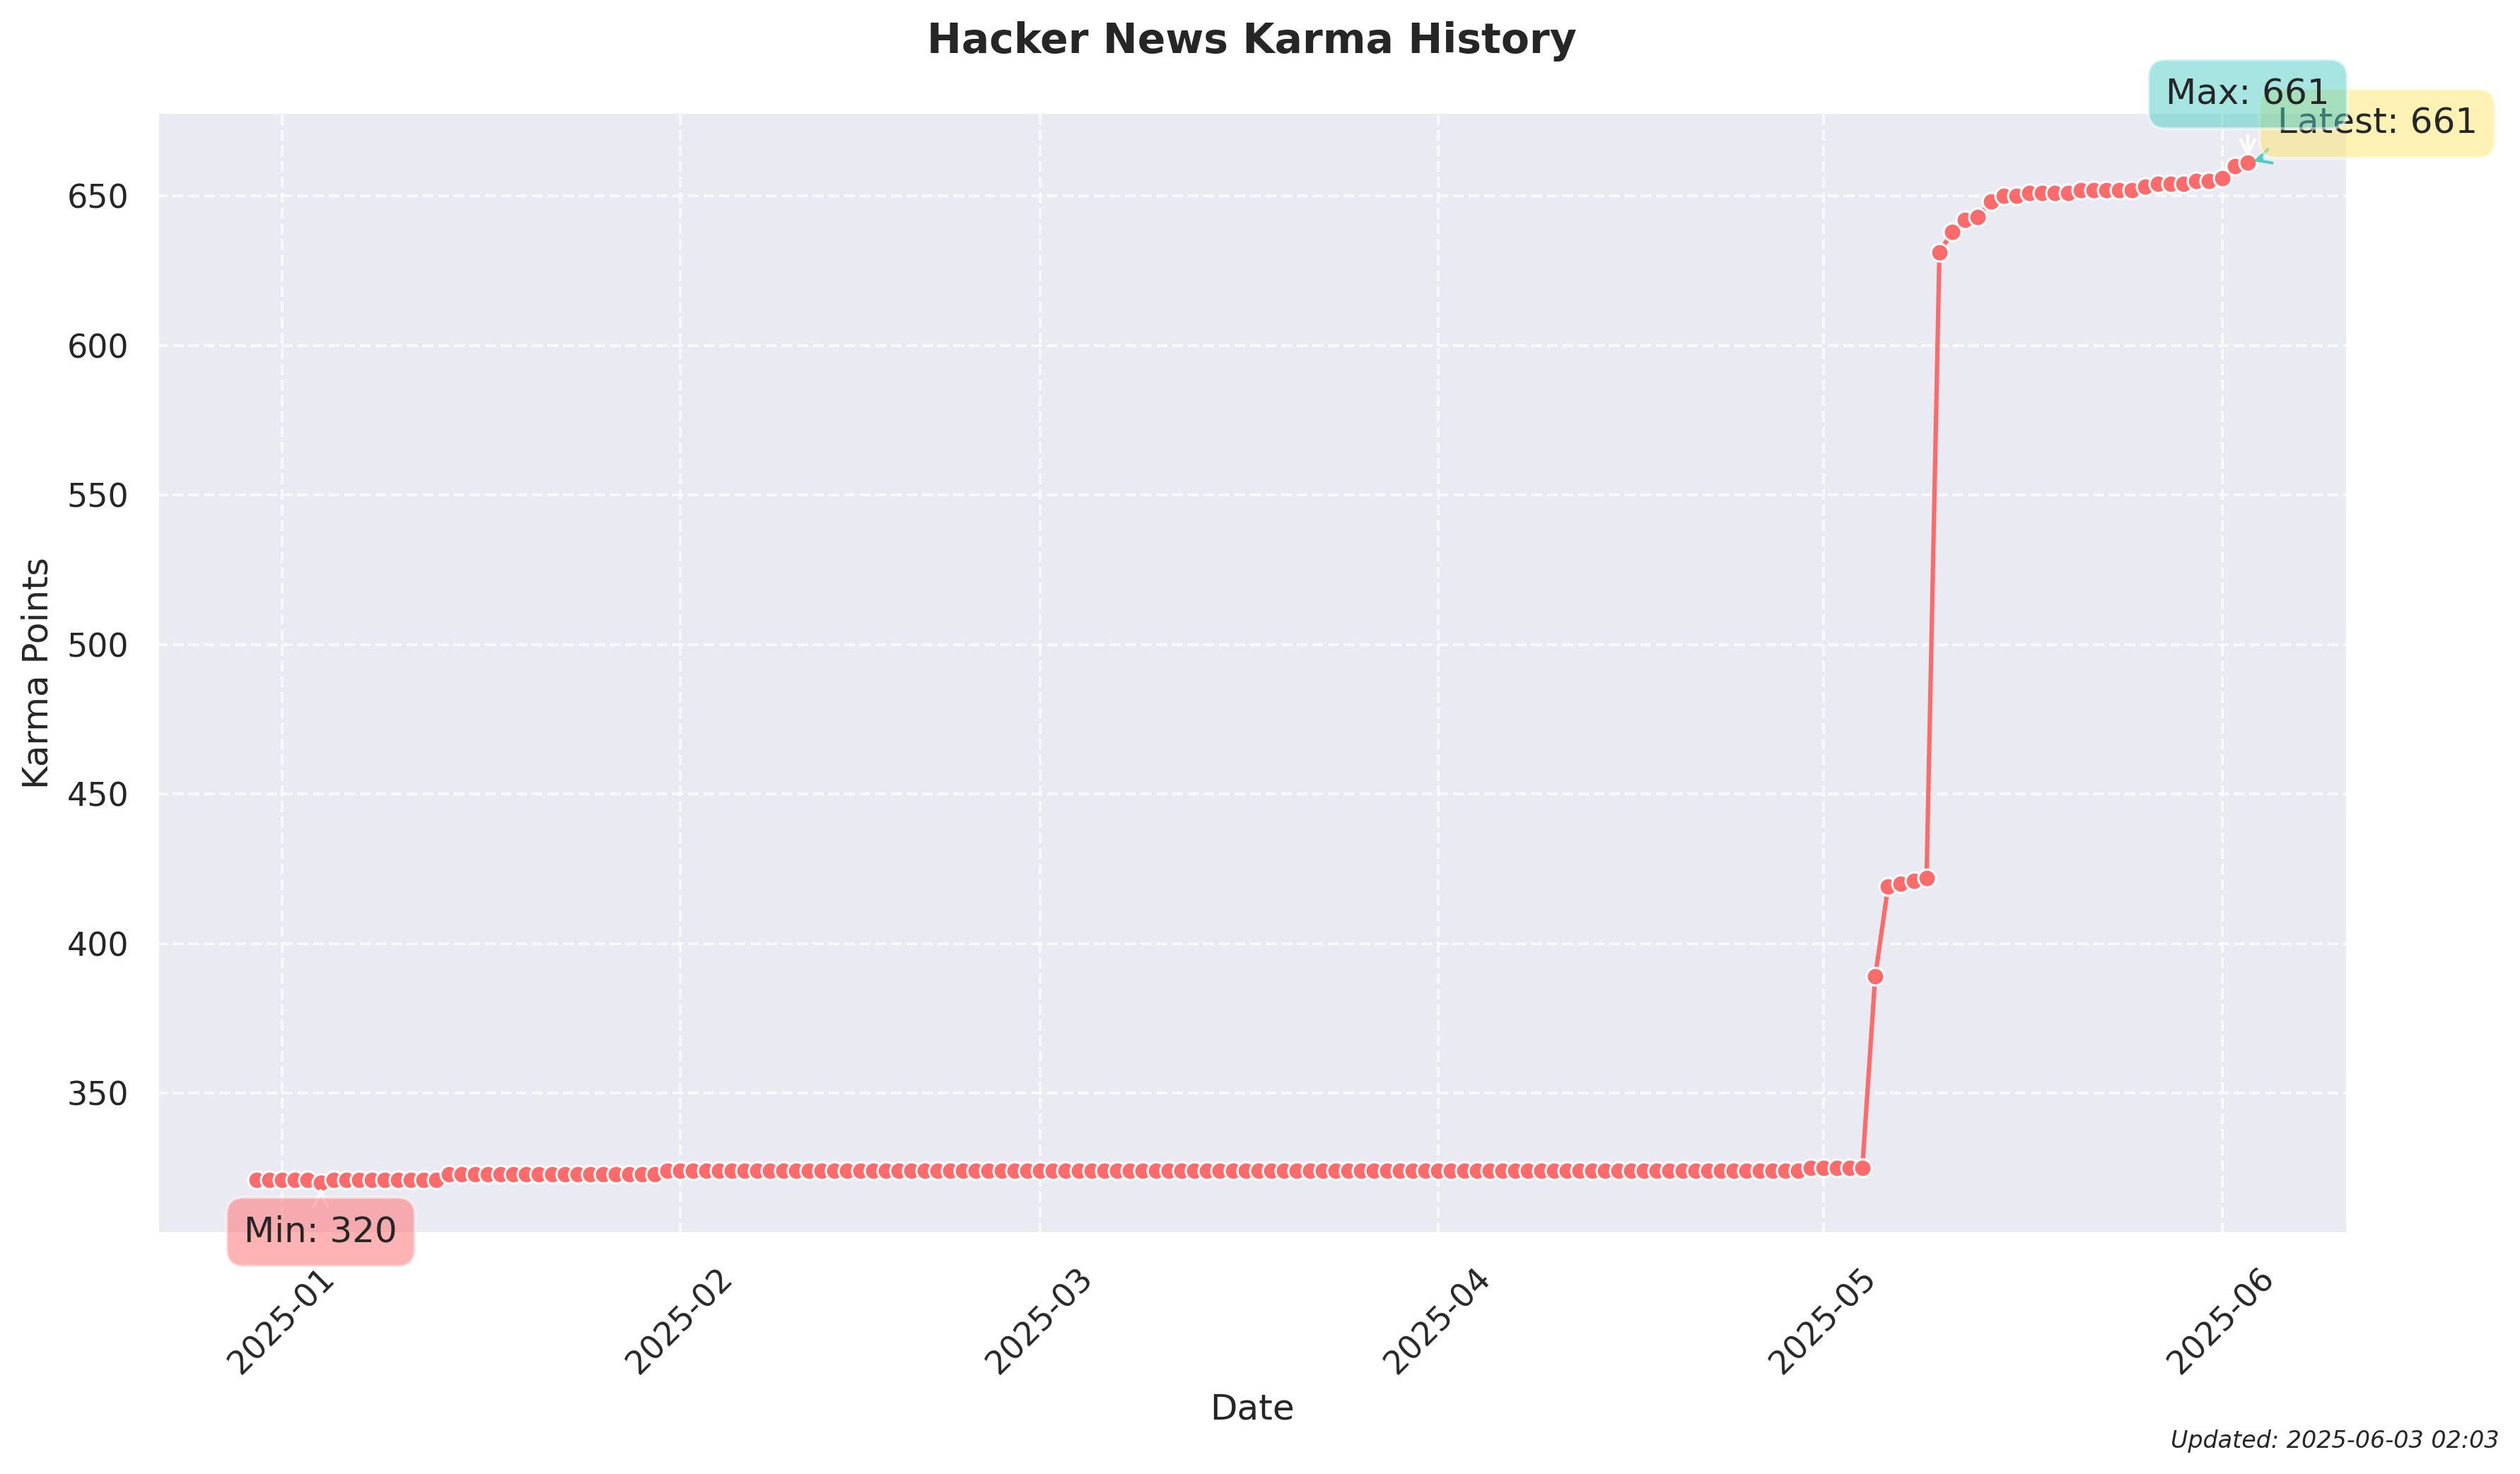 Hacker News Karma History
Max: 661
Latest: 661
650
600
550
500
450
400
350
Karma Points
Min: 320
2025-01
2025-02
2025-03
2025-04
2025-05
2025-06
Date
Updated: 2025-06-03 02:03